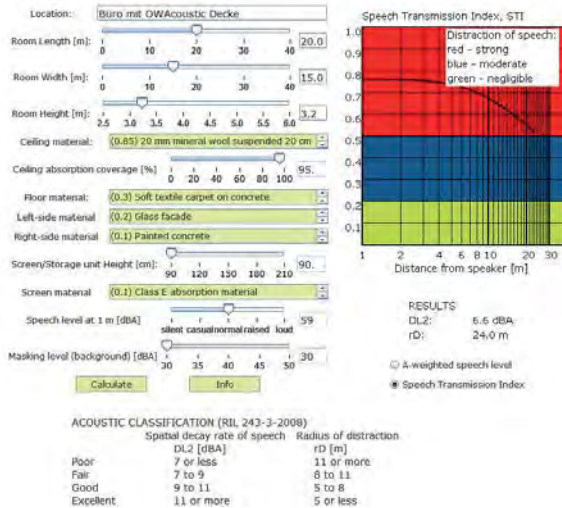 Location: Büro mit OWAcoustic Decke
Room Length [m]: 20.0
0 10 20 30 40
Room Width [m]: 15.0
0 10 20 30 40
Room Height [m]: 3.2
2.5 3.0 3.5 4.0 4.5 5.0 5.5 6.0
Ceiling material: (0.85) 20 mm mineral wool suspended 20 cm
Ceiling absorption coverage [%] 95.
0 20 40 60 80 100
Floor material: (0.3) Soft textile carpet on concrete
Left-side material (0.2) Glass facade
Right-side material (0.1) Painted concrete
Screen/Storage unit Height [cm]: 90.
90 120 150 180 210
Screen material (0.1) Class E absorption material
Speech level at 1 m [dBA] 59
silent casual normal raised loud
Masking level (background) [dBA] 30
30 35 40 45 50
Calculate Info
Speech Transmission Index, STI
Distraction of speech:
red - strong
blue - moderate
green - negligible
1.0
0.9
0.8
0.7
0.6
0.5
0.4
0.3
0.2
0.1
1 2 4 6 8 10 20 30
Distance from speaker [m]
RESULTS
DL2: 6.6 dBA
rD: 24.0 m
A-weighted speech level
Speech Transmission Index
ACOUSTIC CLASSIFICATION (RIL 243-3-2008)
Spatial decay rate of speech Radius of distraction
DL2 [dBA] rD [m]
Poor 7 or less 11 or more
Fair 7 to 9 8 to 11
Good 9 to 11 5 to 8
Excellent 11 or more 5 or less